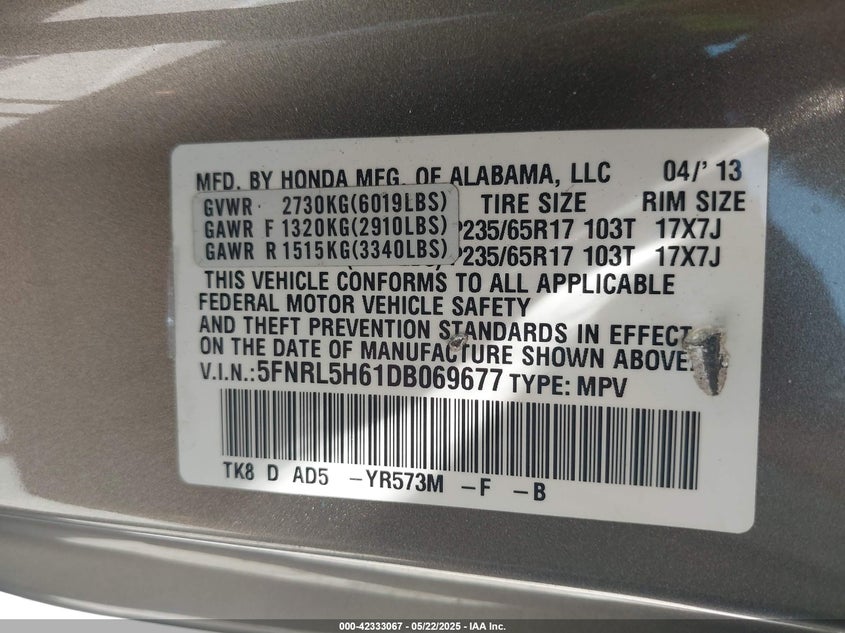 MFD. BY HONDA MFG. OF ALABAMA, LLC 04/' 13
GVWR 2730KG(6019LBS) TIRE SIZE RIM SIZE
GAWR F 1320KG(2910LBS) P235/65R17 103T 17X7J
GAWR R 1515KG(3340LBS) P235/65R17 103T 17X7J
THIS VEHICLE CONFORMS TO ALL APPLICABLE
FEDERAL MOTOR VEHICLE SAFETY
AND THEFT PREVENTION STANDARDS IN EFFECT
ON THE DATE OF MANUFACTURE SHOWN ABOVE.
V.I.N.: 5FNRL5H61DB069677 TYPE: MPV
TK8 D AD5 -YR573M -F -B
000-42333067 - 05/22/2025 - IAA Inc.